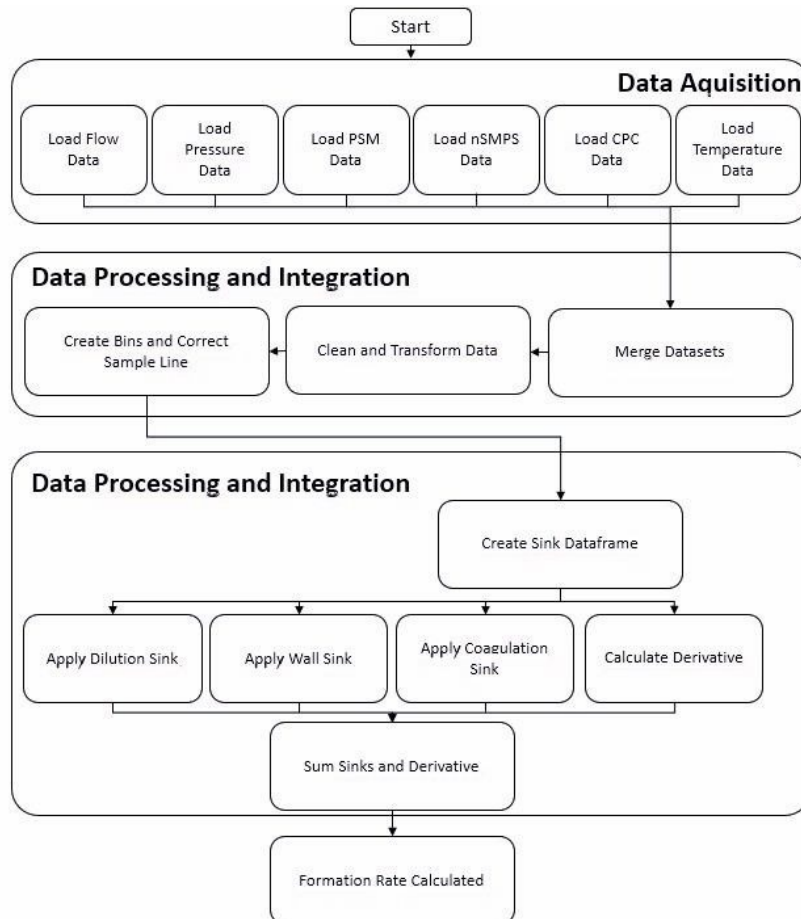 Start
Data Aquisition
Load Flow
Data
Load
Pressure
Data
Load PSM
Data
Load nSMPS
Data
Load CPC
Data
Load
Temperature
Data
Data Processing and Integration
Create Bins and Correct
Sample Line
Clean and Transform Data
Merge Datasets
Data Processing and Integration
Create Sink Dataframe
Apply Dilution Sink
Apply Wall Sink
Apply Coagulation
Sink
Calculate Derivative
Sum Sinks and Derivative
Formation Rate Calculated